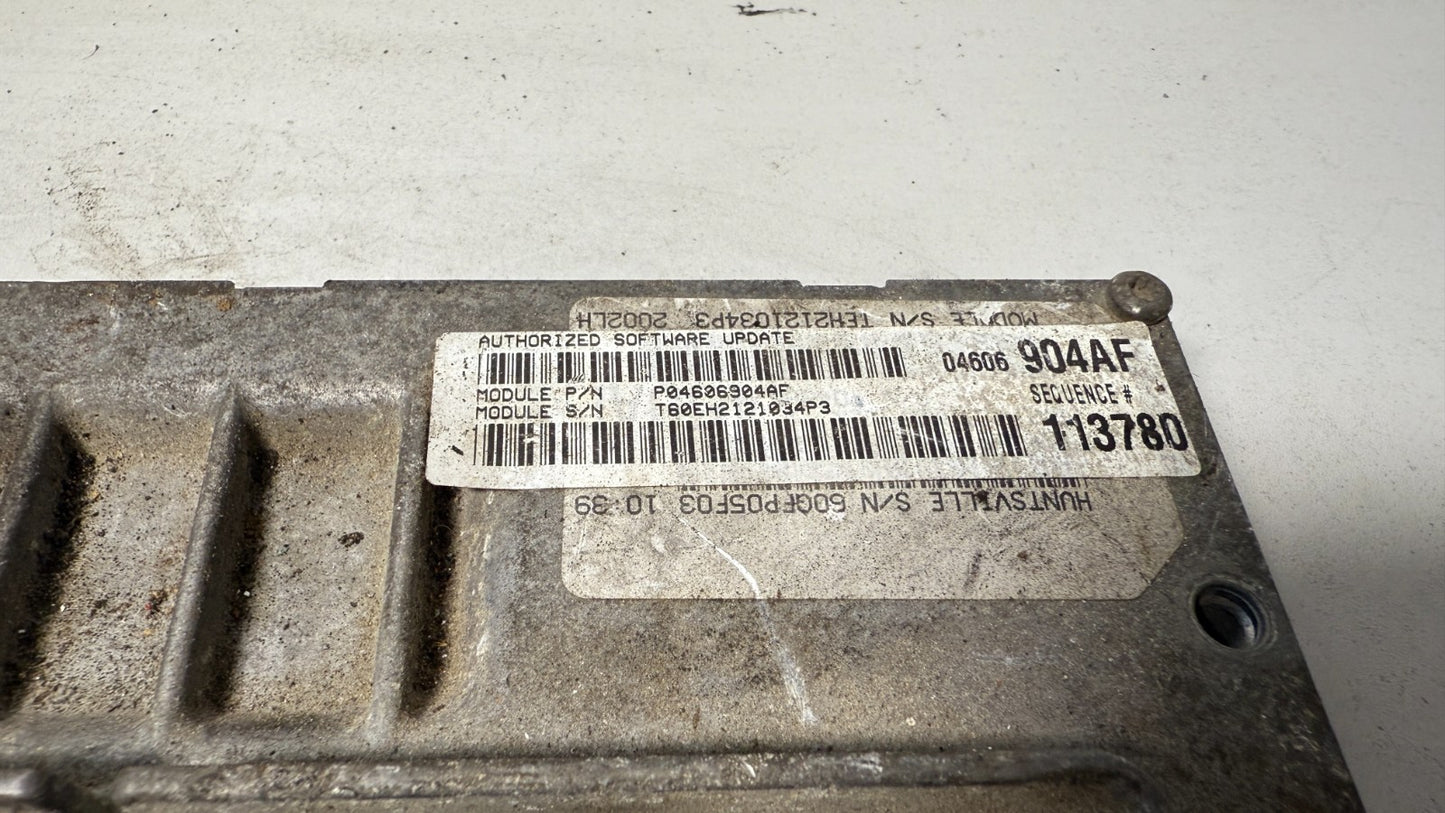 MODULE S/N TEH2121034P3 2002LH
AUTHORIZED SOFTWARE UPDATE
04606 904AF
MODULE P/N P04606904AF
SEQUENCE #
MODULE S/N T60EH2121034P3
113780
HUNTSVILLE S/N 60GFP05F03 10:39